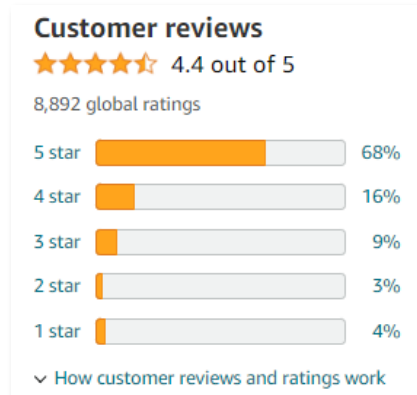 Customer reviews
4.4 out of 5
8,892 global ratings
5 star 68%
4 star 16%
3 star 9%
2 star 3%
1 star 4%
How customer reviews and ratings work